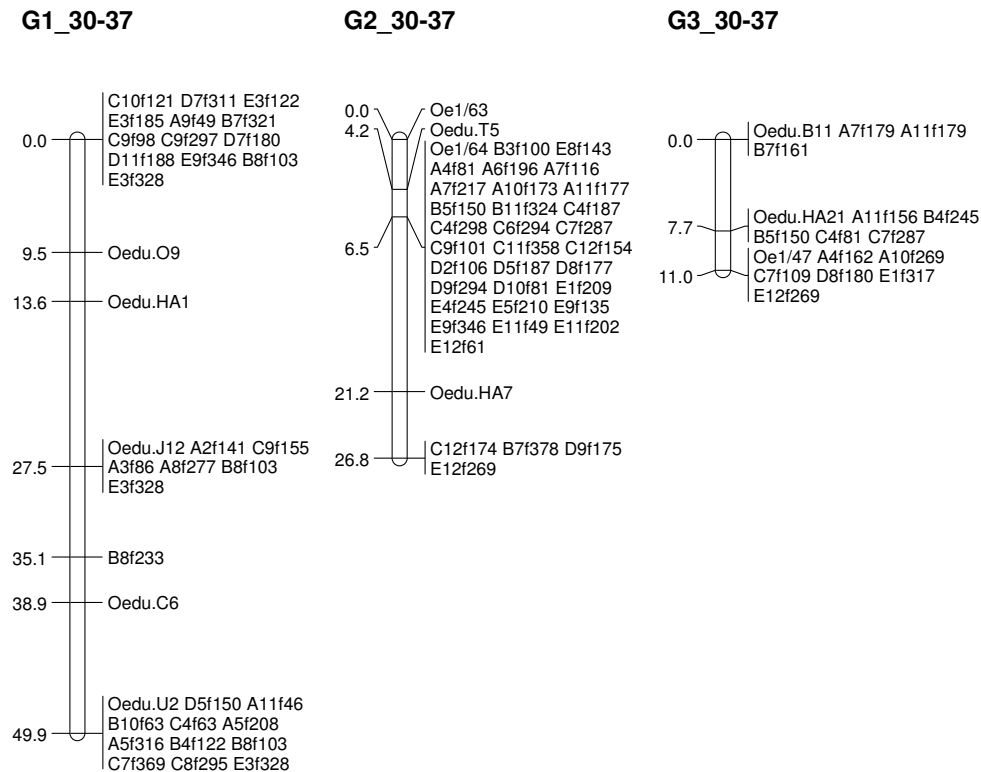 G1_30-37
0.0
C10f121 D7f311 E3f122
E3f185 A9f49 B7f321
C9f98 C9f297 D7f180
D11f188 E9f346 B8f103
E3f328
9.5
Oedu.O9
13.6
Oedu.HA1
27.5
Oedu.J12 A2f141 C9f155
A3f86 A8f277 B8f103
E3f328
35.1
B8f233
38.9
Oedu.C6
49.9
Oedu.U2 D5f150 A11f46
B10f63 C4f63 A5f208
A5f316 B4f122 B8f103
C7f369 C8f295 E3f328
G2_30-37
0.0
Oe1/63
4.2
Oedu.T5
6.5
Oe1/64 B3f100 E8f143
A4f81 A6f196 A7f116
A7f217 A10f173 A11f177
B5f150 B11f324 C4f187
C4f298 C6f294 C7f287
C9f101 C11f358 C12f154
D2f106 D5f187 D8f177
D9f294 D10f81 E1f209
E4f245 E5f210 E9f135
E9f346 E11f49 E11f202
E12f61
21.2
Oedu.HA7
26.8
C12f174 B7f378 D9f175
E12f269
G3_30-37
0.0
Oedu.B11 A7f179 A11f179
B7f161
7.7
Oedu.HA21 A11f156 B4f245
B5f150 C4f81 C7f287
11.0
Oe1/47 A4f162 A10f269
C7f109 D8f180 E1f317
E12f269